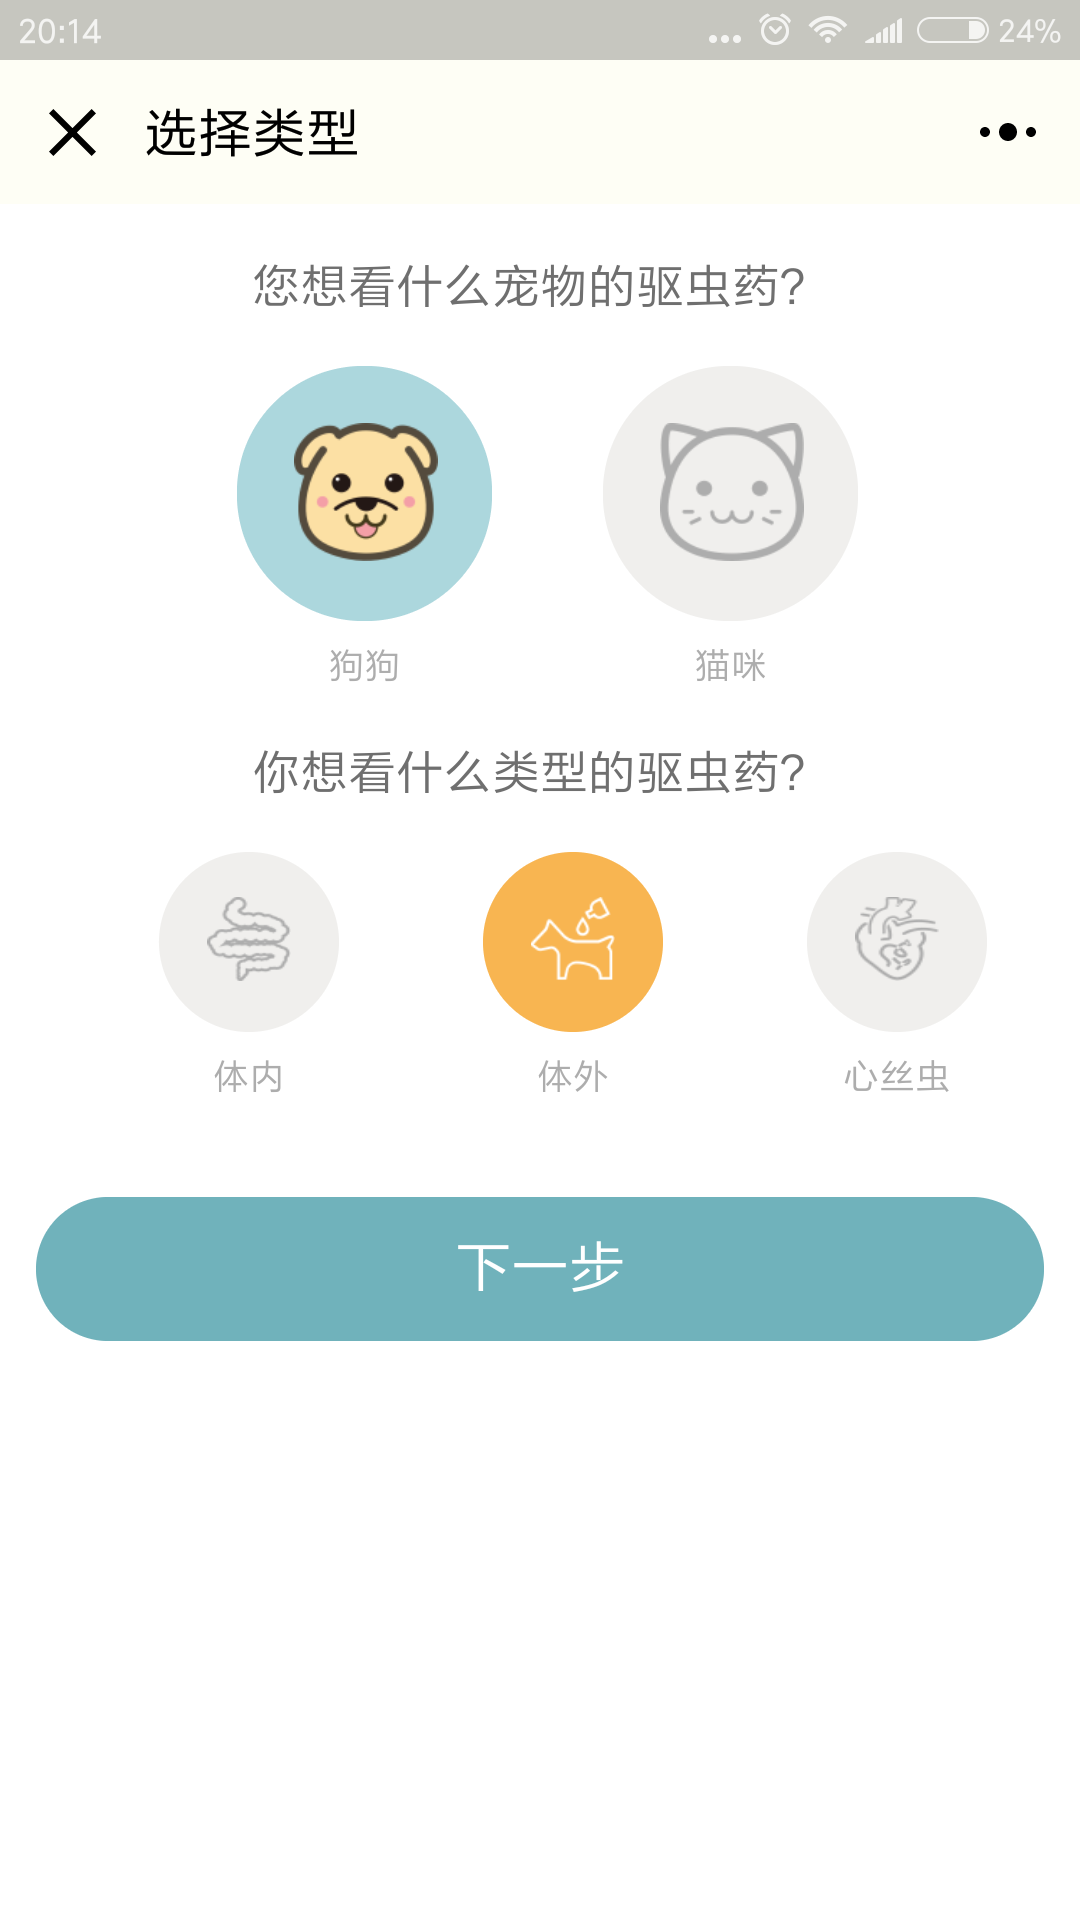 20:14
24%
选择类型
您想看什么宠物的驱虫药?
狗狗
猫咪
你想看什么类型的驱虫药?
体内
体外
心丝虫
下一步